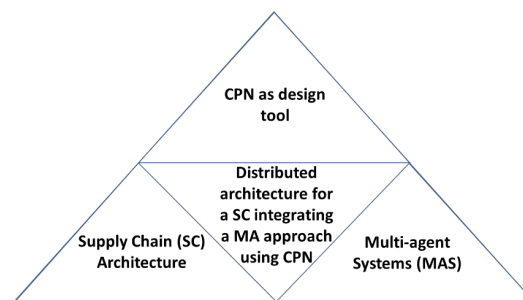 CPN as design
tool
Distributed
architecture for
a SC integrating
a MA approach
using CPN
Supply Chain (SC)
Architecture
Multi-agent
Systems (MAS)